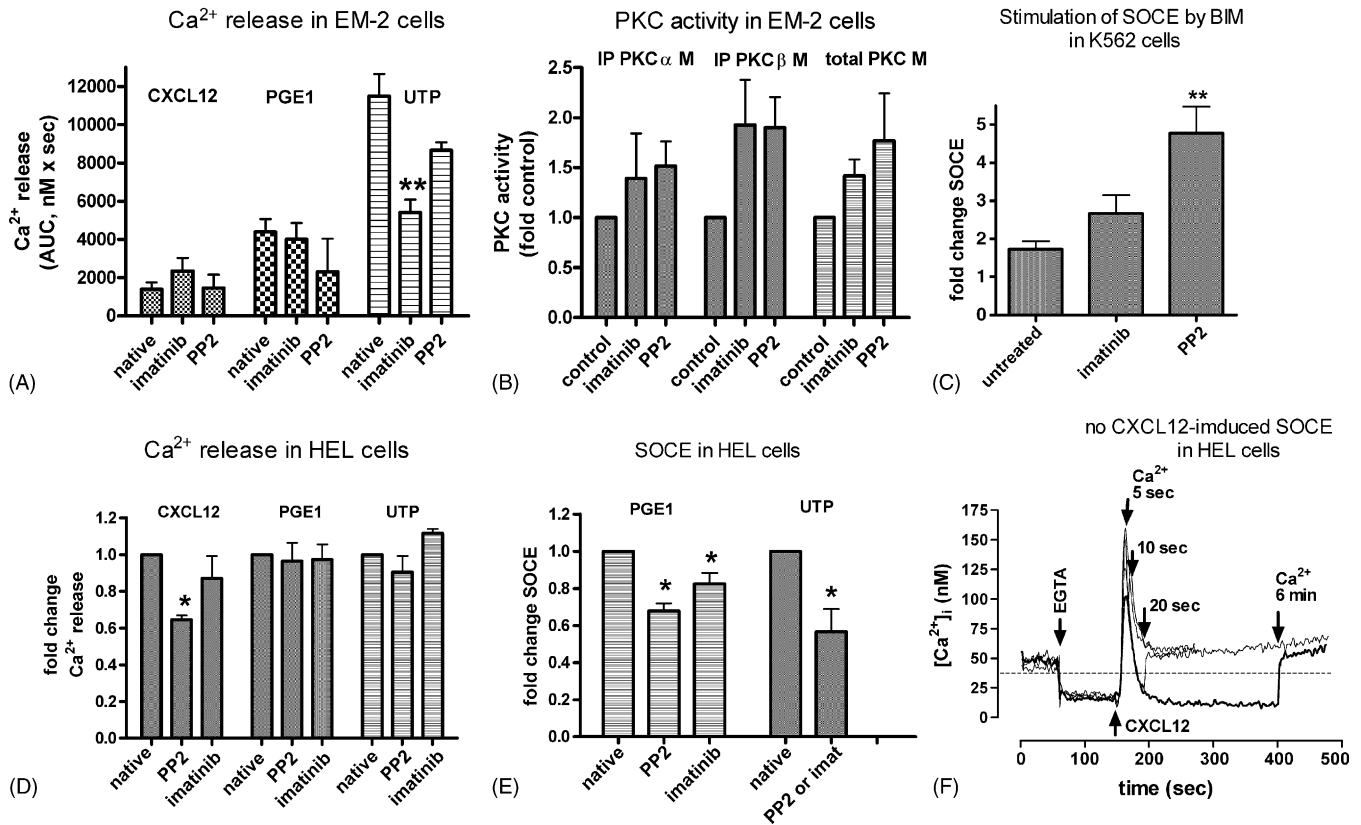 Ca2+ release in EM-2 cells
Ca2+ release
(AUC, nM x sec)
12000
10000
8000
6000
4000
2000
0
CXCL12
PGE1
UTP
**
native
imatinib
PP2
native
imatinib
PP2
native
imatinib
PP2
(A)
PKC activity in EM-2 cells
IP PKCα M
IP PKCβ M
total PKC M
PKC activity
(fold control)
2.5
2.0
1.5
1.0
0.5
0.0
control
imatinib
PP2
control
imatinib
PP2
control
imatinib
PP2
(B)
Stimulation of SOCE by BIM
in K562 cells
fold change SOCE
5
4
3
2
1
0
**
untreated
imatinib
PP2
(C)
Ca2+ release in HEL cells
CXCL12
PGE1
UTP
fold change
Ca2+ release
1.2
1.0
0.8
0.6
0.4
0.2
0.0
*
native
PP2
imatinib
native
PP2
imatinib
native
PP2
imatinib
(D)
SOCE in HEL cells
PGE1
UTP
fold change SOCE
1.2
1.0
0.8
0.6
0.4
0.2
0.0
*
*
*
native
PP2
imatinib
native
PP2 or imat
(E)
no CXCL12-imduced SOCE
in HEL cells
[Ca2+]i (nM)
175
150
125
100
75
50
25
0
EGTA
Ca2+
5 sec
10 sec
20 sec
Ca2+
6 min
CXCL12
0
100
200
300
400
500
time (sec)
(F)